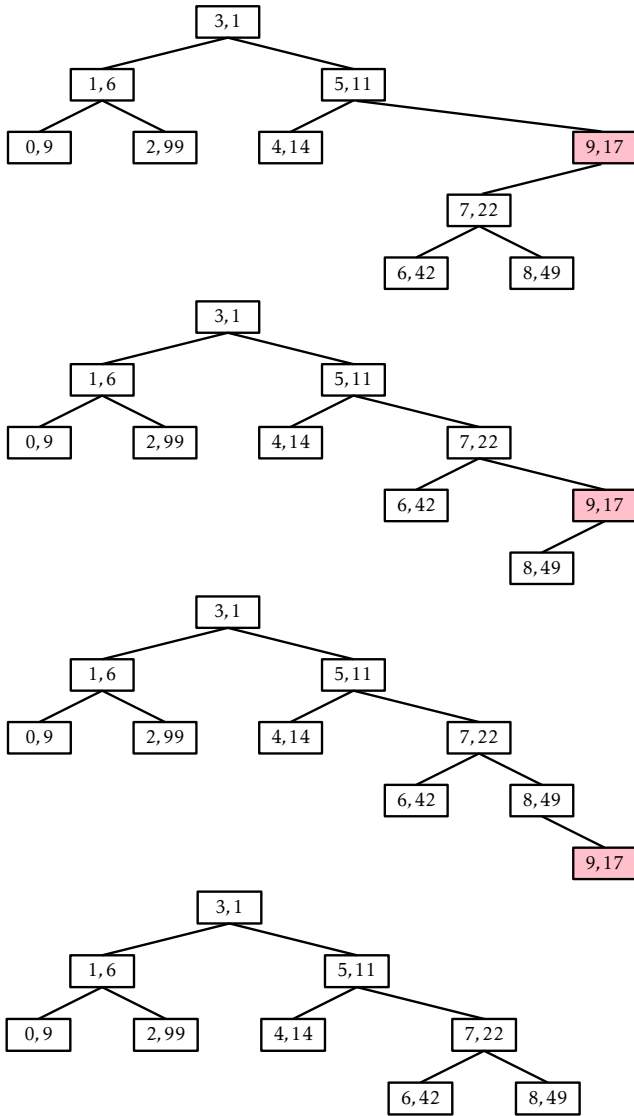 3, 1
1, 6 5, 11
0, 9 2, 99 4, 14 9, 17
7, 22
6, 42 8, 49
3, 1
1, 6 5, 11
0, 9 2, 99 4, 14 7, 22
6, 42 9, 17
8, 49
3, 1
1, 6 5, 11
0, 9 2, 99 4, 14 7, 22
6, 42 8, 49
9, 17
3, 1
1, 6 5, 11
0, 9 2, 99 4, 14 7, 22
6, 42 8, 49